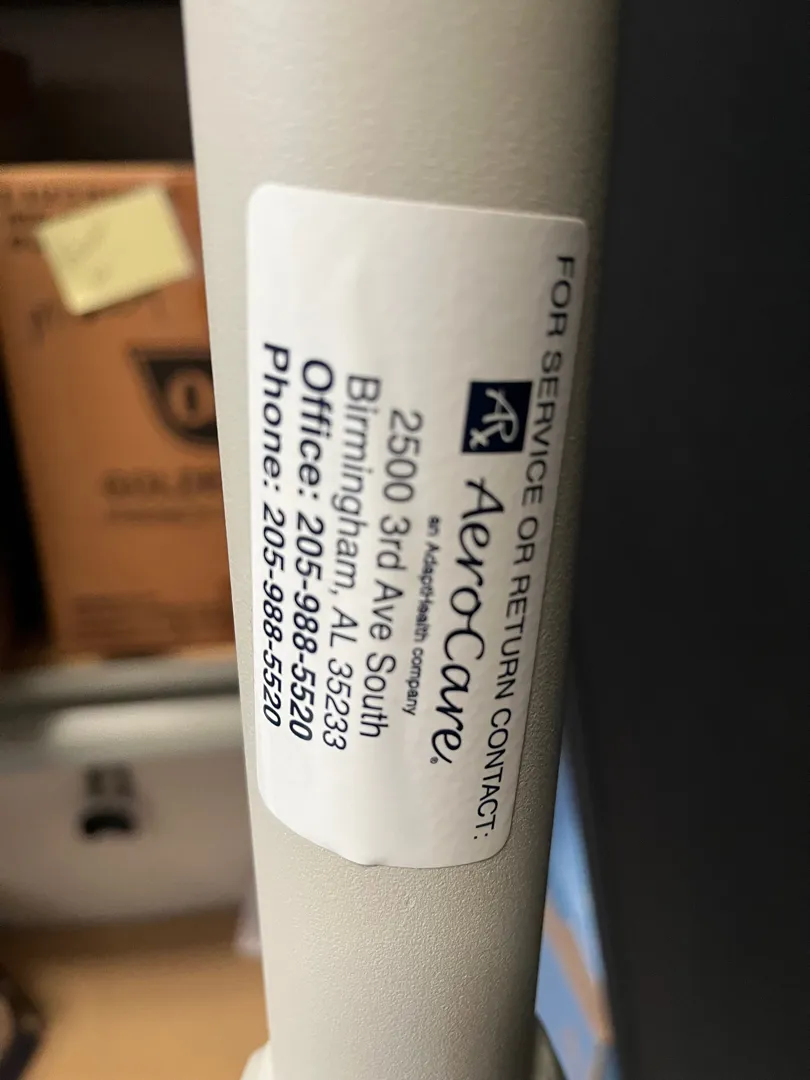 FOR SERVICE OR RETURN CONTACT:
ARx AeroCare®
an AdaptHealth company
2500 3rd Ave South
Birmingham, AL 35233
Office: 205-988-5520
Phone: 205-988-5520